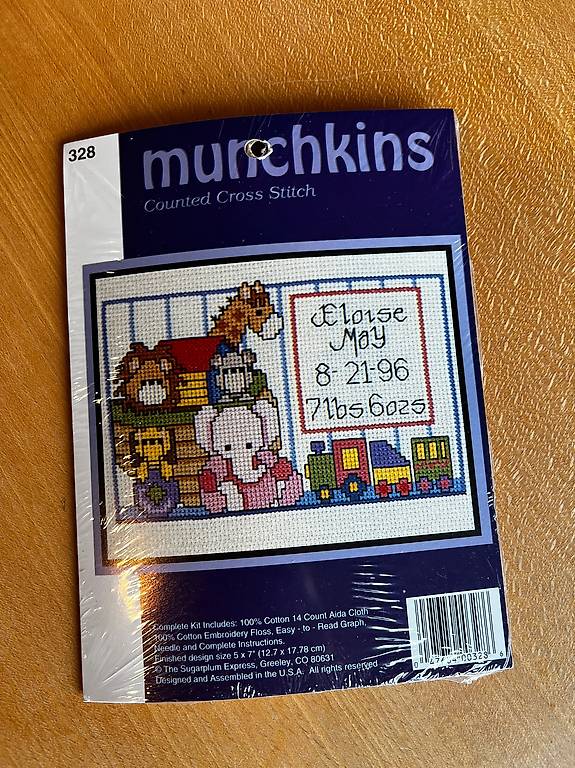 328
munchkins
Counted Cross Stitch
Eloise
May
8-21-96
7lbs 6ozs
Complete Kit Includes: 100% Cotton 14 Count Aida Cloth
100% Cotton Embroidery Floss, Easy - to - Read Graph,
Needle and Complete Instructions.
Finished design size 5 x 7" (12.7 x 17.78 cm)
© The Sugarplum Express, Greeley, CO 80631
Designed and Assembled in the U.S.A. All rights reserved